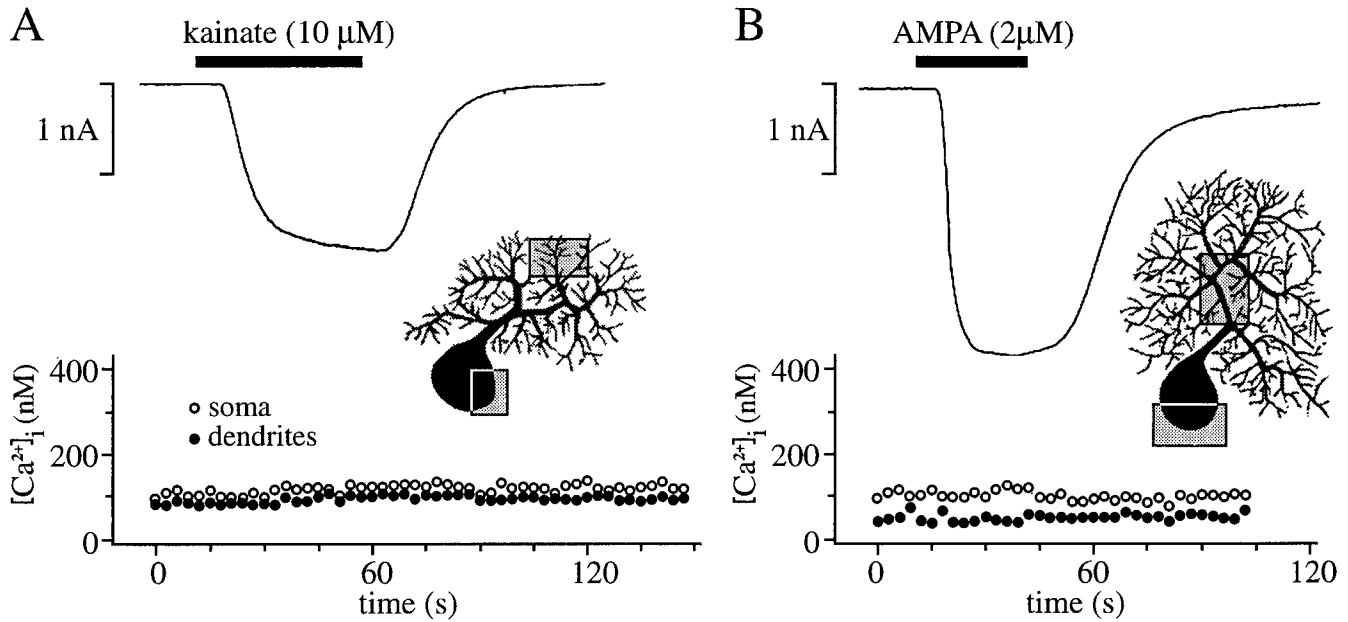 A
kainate (10 μM)
1 nA
400
200
0
[Ca²⁺]ᵢ (nM)
soma
dendrites
0 60 120
time (s)
B
AMPA (2μM)
1 nA
400
200
0
[Ca²⁺]ᵢ (nM)
0 60 120
time (s)